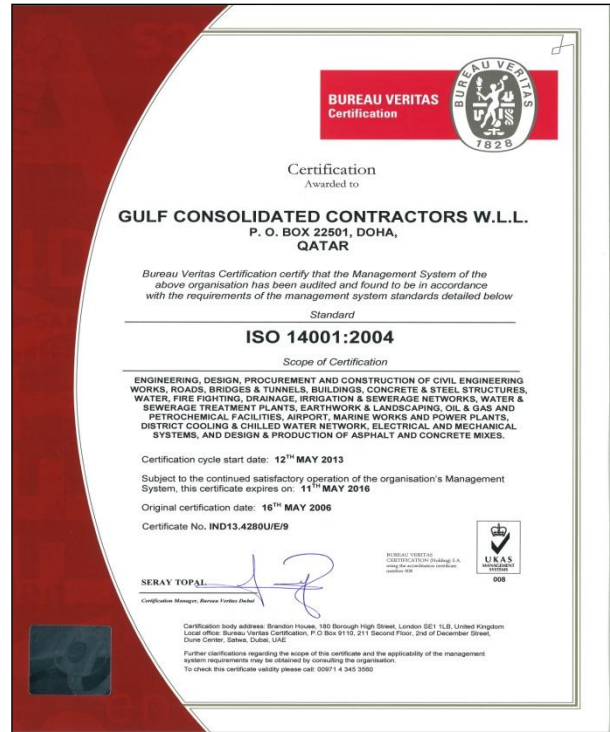 BUREAU VERITAS
Certification
BUREAU VERITAS
1828
Certification
Awarded to
GULF CONSOLIDATED CONTRACTORS W.L.L.
P. O. BOX 22501, DOHA,
QATAR
Bureau Veritas Certification certify that the Management System of the
above organisation has been audited and found to be in accordance
with the requirements of the management system standards detailed below
Standard
ISO 14001:2004
Scope of Certification
ENGINEERING, DESIGN, PROCUREMENT AND CONSTRUCTION OF CIVIL ENGINEERING
WORKS, ROADS, BRIDGES & TUNNELS, BUILDINGS, CONCRETE & STEEL STRUCTURES,
WATER, FIRE FIGHTING, DRAINAGE, IRRIGATION & SEWERAGE NETWORKS, WATER &
SEWERAGE TREATMENT PLANTS, EARTHWORK & LANDSCAPING, OIL & GAS AND
PETROCHEMICAL FACILITIES, AIRPORT, MARINE WORKS AND POWER PLANTS,
DISTRICT COOLING & CHILLED WATER NETWORK, ELECTRICAL AND MECHANICAL
SYSTEMS, AND DESIGN & PRODUCTION OF ASPHALT AND CONCRETE MIXES.
Certification cycle start date: 12TH MAY 2013
Subject to the continued satisfactory operation of the organisation's Management
System, this certificate expires on: 11TH MAY 2016
Original certification date: 16TH MAY 2006
Certificate No. IND13.4280U/E/9
BUREAU VERITAS
CERTIFICATION (Holding) S.A.
using the accreditation certificate
number 008
UKAS
MANAGEMENT
SYSTEMS
008
SERAY TOPAL
Certification Manager, Bureau Veritas Dubai
Certification body address: Brandon House, 180 Borough High Street, London SE1 1LB, United Kingdom
Local office: Bureau Veritas Certification, P.O Box 9110, 211 Second Floor, 2nd of December Street,
Dune Center, Satwa, Dubai, UAE
Further clarifications regarding the scope of this certificate and the applicability of the management
system requirements may be obtained by consulting the organisation.
To check this certificate validity please call: 00971 4 345 3560